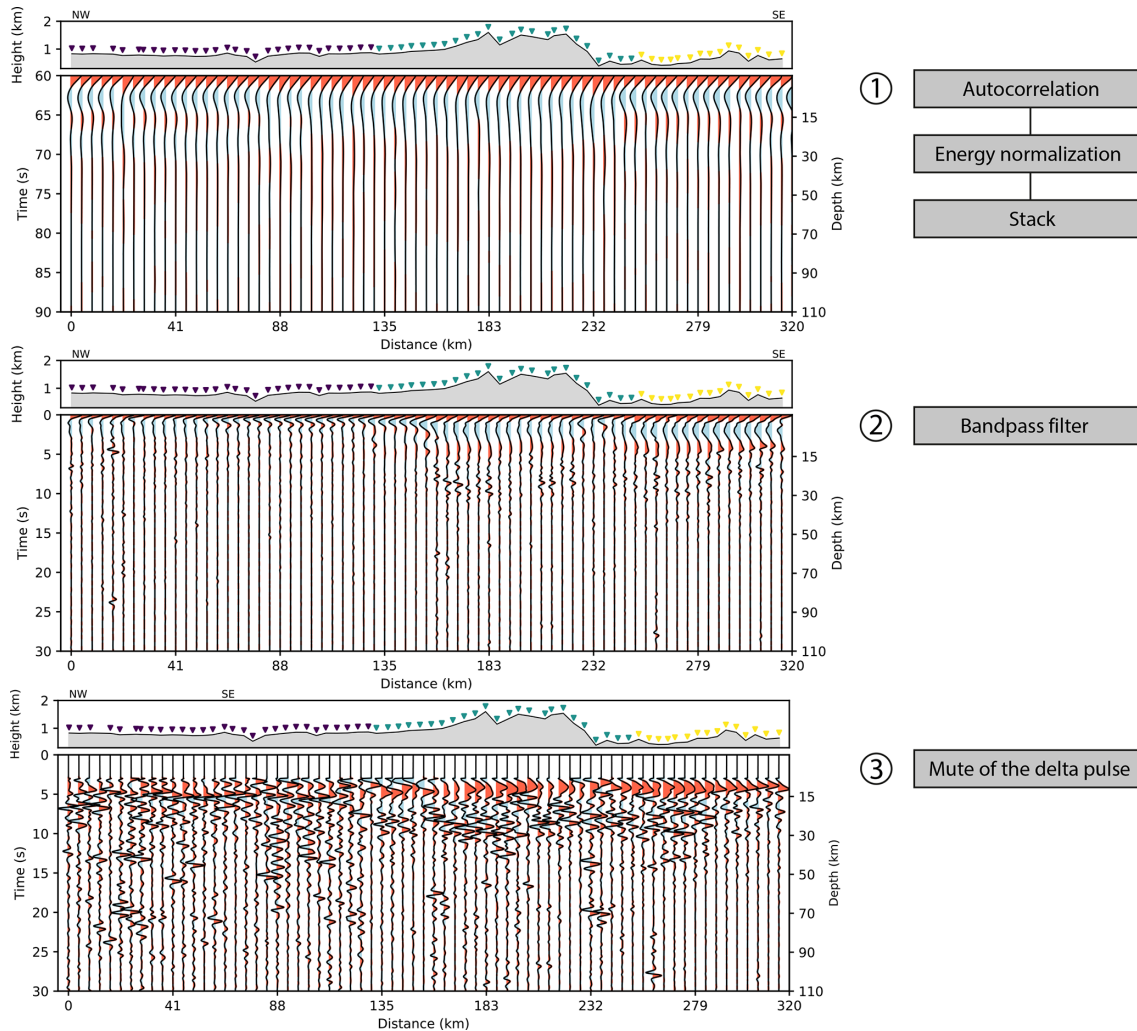 NW SE
Height (km)
2
1
60
65
70
75
80
85
90
Time (s)
15
30
50
70
90
110
Depth (km)
0 41 88 135 183 232 279 320
Distance (km)
1 Autocorrelation
Energy normalization
Stack
NW SE
Height (km)
2
1
0
5
10
15
20
25
30
Time (s)
15
30
50
70
90
110
Depth (km)
0 41 88 135 183 232 279 320
Distance (km)
2 Bandpass filter
NW SE
Height (km)
2
1
0
5
10
15
20
25
30
Time (s)
15
30
50
70
90
110
Depth (km)
0 41 88 135 183 232 279 320
Distance (km)
3 Mute of the delta pulse